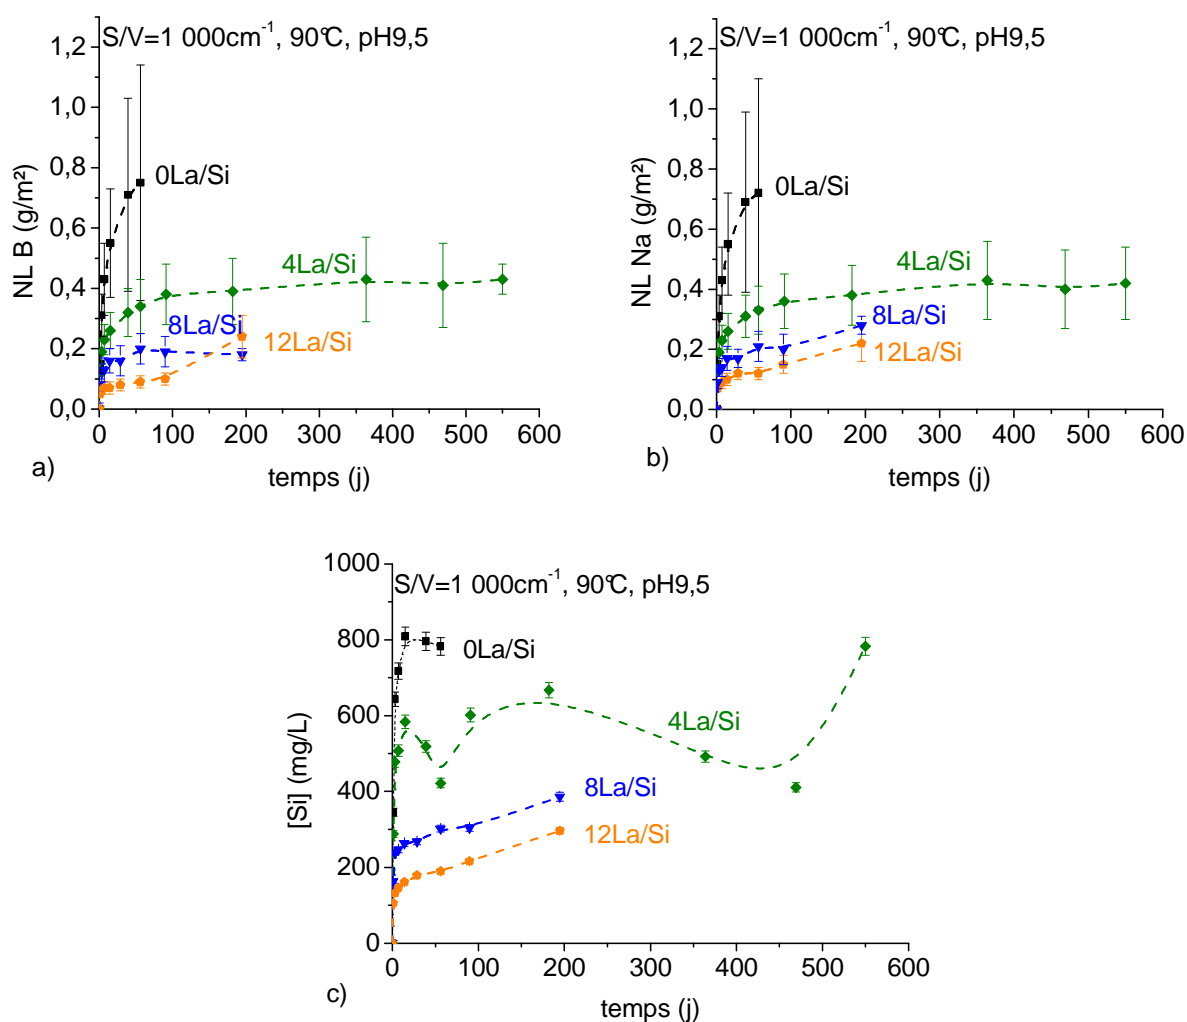 S/V=1 000cm-1, 90°C, pH9,5
1,2
1,0
0,8
0,6
0,4
0,2
0,0
NL B (g/m²)
0La/Si
4La/Si
8La/Si
12La/Si
0 100 200 300 400 500 600
temps (j)
a)
S/V=1 000cm-1, 90°C, pH9,5
1,2
1,0
0,8
0,6
0,4
0,2
0,0
NL Na (g/m²)
0La/Si
4La/Si
8La/Si
12La/Si
0 100 200 300 400 500 600
temps (j)
b)
S/V=1 000cm-1, 90°C, pH9,5
1000
800
600
400
200
0
[Si] (mg/L)
0La/Si
4La/Si
8La/Si
12La/Si
0 100 200 300 400 500 600
temps (j)
c)